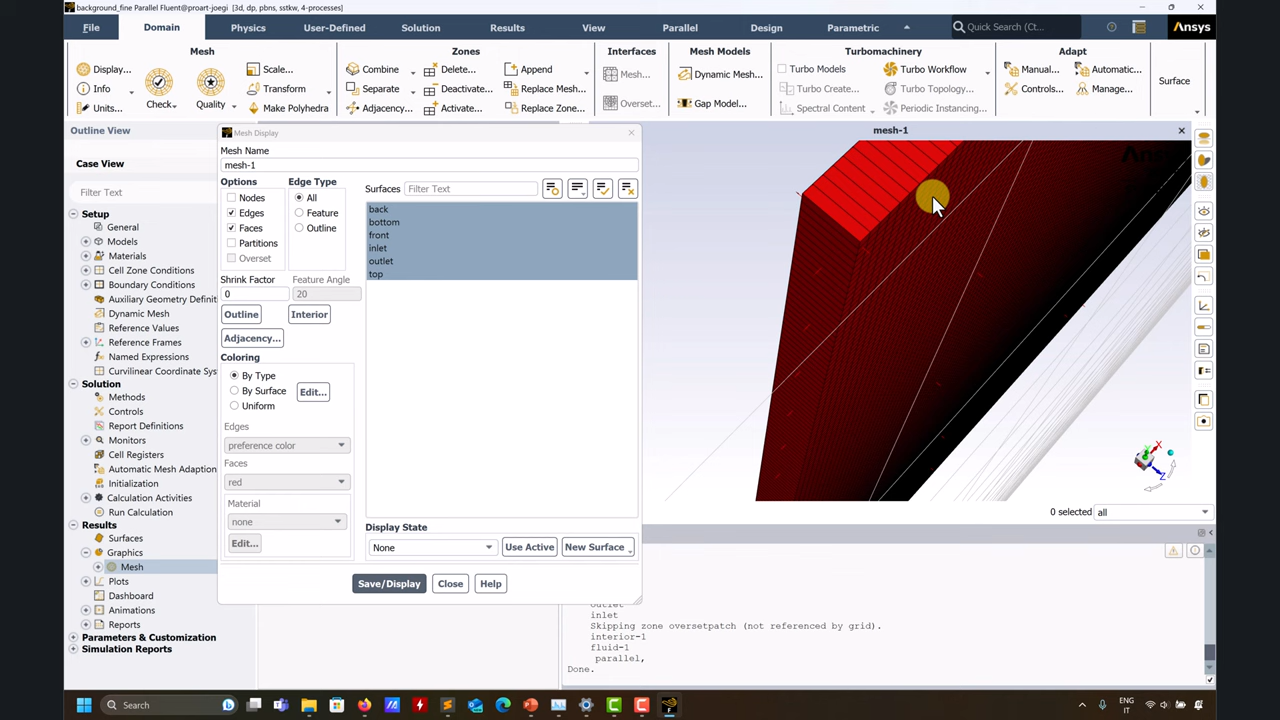 background_fine Parallel Fluent@proart-joegi [3d, dp, pbns, sstkw, 4-processes]
File
Domain
Physics
User-Defined
Solution
Results
View
Parallel
Design
Parametric
Quick Search (Ct...
Ansys
Mesh
Zones
Interfaces
Mesh Models
Turbomachinery
Adapt
Display...
Scale...
Combine
Delete...
Append
Mesh...
Dynamic Mesh...
Turbo Models
Turbo Workflow
Manual...
Automatic...
Surface
Info
Check
Quality
Transform
Separate
Deactivate...
Replace Mesh...
Turbo Create...
Turbo Topology...
Controls...
Manage...
Units...
Make Polyhedra
Adjacency...
Activate...
Replace Zone...
Overset...
Gap Model...
Spectral Content
Periodic Instancing...
Outline View
Case View
Filter Text
Setup
General
Models
Materials
Cell Zone Conditions
Boundary Conditions
Auxiliary Geometry Definit
Dynamic Mesh
Reference Values
Reference Frames
Named Expressions
Curvilinear Coordinate Sys
Solution
Methods
Controls
Report Definitions
Monitors
Cell Registers
Automatic Mesh Adaption
Initialization
Calculation Activities
Run Calculation
Results
Surfaces
Graphics
Mesh
Plots
Dashboard
Animations
Reports
Parameters & Customization
Simulation Reports
Mesh Display
Mesh Name
mesh-1
Options
Nodes
Edges
Faces
Partitions
Overset
Edge Type
All
Feature
Outline
Shrink Factor
0
Feature Angle
20
Outline
Interior
Adjacency...
Coloring
By Type
By Surface
Uniform
Edit...
Edges
preference color
Faces
red
Material
none
Edit...
Surfaces
Filter Text
back
bottom
front
inlet
outlet
top
Display State
None
Use Active
New Surface
Save/Display
Close
Help
mesh-1
0 selected
all
outlet
inlet
Skipping zone oversetpatch (not referenced by grid).
interior-1
fluid-1
parallel,
Done.
Search
ENG
IT